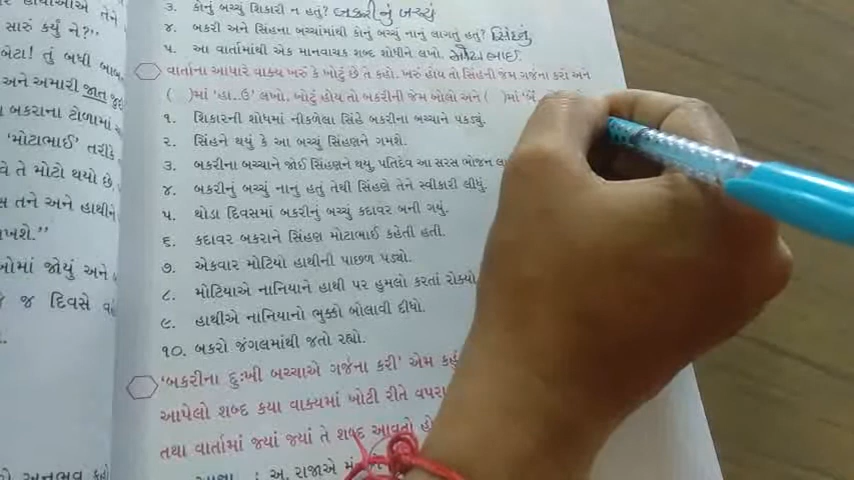 સારું કર્યું ને?''
બેટા! તું બધી બાબ
અને અમારી જાત જુદ
બકરાના ટોળામાં
'મોટાભાઈ' તરીકે
વે તે મોટો થયો છે,
સ તને અને હાથીને
ખશે.''
ખોમાં જોયું અને
જ દિવસે વ
અનુભવ
૩. કોનું બચ્ચું શિકારી ન હતું? બકરીનું બચ્ચું
૪. બકરી અને સિંહના બચ્ચામાંથી કોનું બચ્ચું નાનું લાગતું હતું? સિંહનું
૫. આ વાર્તામાંથી એક માનવાચક શબ્દ શોધીને લખો. મોટાભાઈ.
વાર્તાના આધારે વાક્ય ખરું કે ખોટું છે તે કહો. ખરું હોય તો સિંહની જેમ ગર્જના કરો અને
( )માં 'હા..ઉ' લખો. ખોટું હોય તો બકરીની જેમ બોલો અને ( )માં 'બેં
૧. શિકારની શોધમાં નીકળેલા સિંહે બકરીના બચ્ચાને પકડ્યું.
૨. સિંહને થયું કે આ બચ્ચું સિંહણને ગમશે.
૩. બકરીના બચ્ચાને જોઈ સિંહણને થયું, પતિદેવ આ સરસ ભોજન લ
૪. બકરીનું બચ્ચું નાનું હતું તેથી સિંહણે તેને સ્વીકારી લીધું.
૫. થોડા દિવસમાં બકરીનું બચ્ચું કદાવર બની ગયું.
૬. કદાવર બકરાને સિંહણ મોટાભાઈ કહેતી હતી.
૭. એકવાર મોટિયો હાથીની પાછળ પડ્યો.
૮. મોટિયાએ નાનિયાને હાથી પર હુમલો કરતાં રોક્યો
૯. હાથીએ નાનિયાનો ભુક્કો બોલાવી દીધો.
૧૦. બકરો જંગલમાંથી જતો રહ્યો.
'બકરીના દુઃખી બચ્ચાએ ગર્જના કરી' એમ કહ
આપેલો શબ્દ કયા વાક્યમાં ખોટી રીતે વપરા
તથા વાર્તામાં જ્યાં જ્યાં તે શબ્દ આવતો હો
: અ. રાજાએ મં